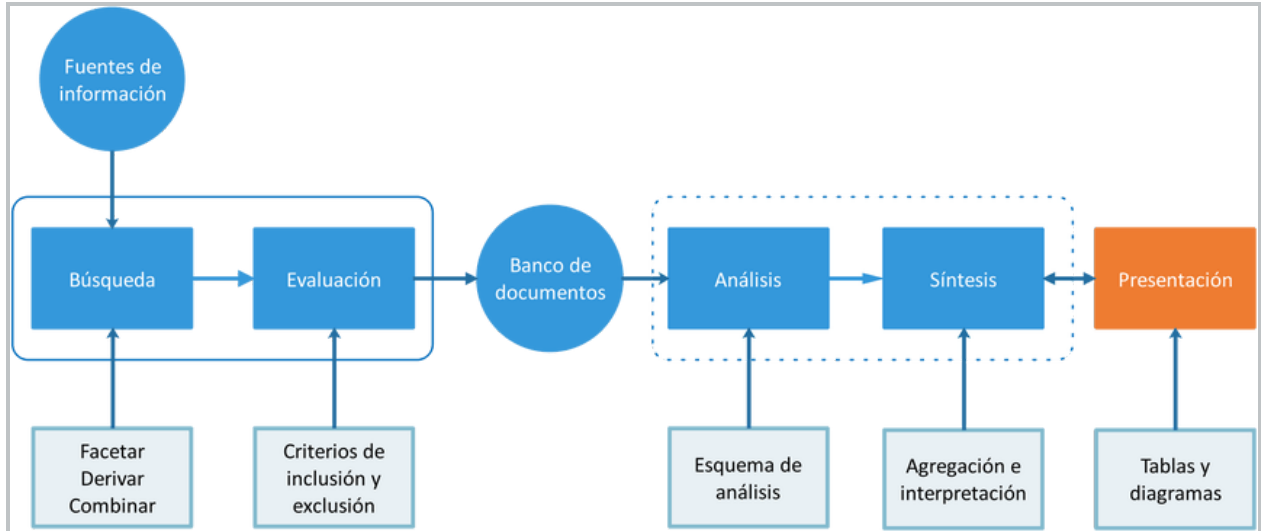 Fuentes de
información
Búsqueda
Evaluación
Banco de
documentos
Análisis
Síntesis
Presentación
Facetar
Derivar
Combinar
Criterios de
inclusión y
exclusión
Esquema de
análisis
Agregación e
interpretación
Tablas y
diagramas